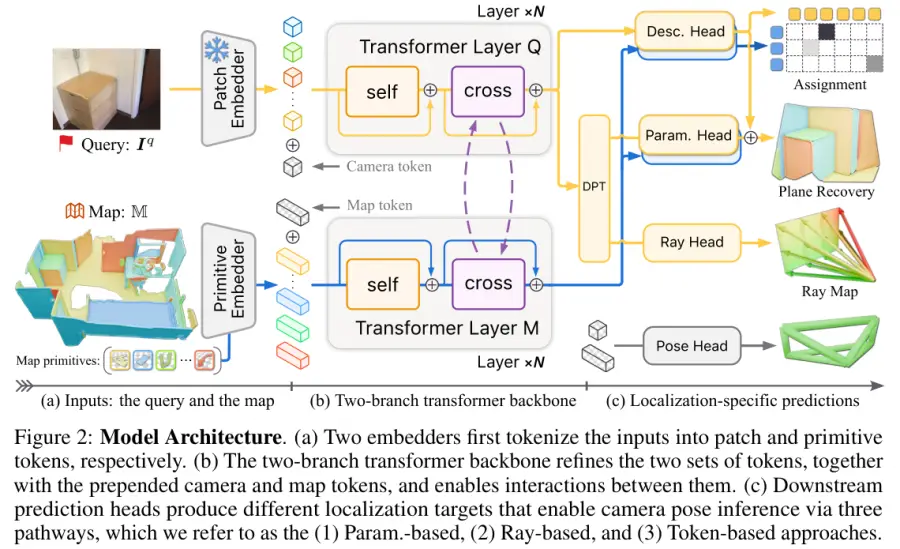 Layer ×N
Transformer Layer Q
self
cross
Patch
Embedder
Query: I^q
Camera token
Map token
Map: 𝕄
Primitive
Embedder
Map primitives:
...
self
cross
Transformer Layer M
Layer ×N
DPT
Desc. Head
Param. Head
Ray Head
Pose Head
Assignment
Plane Recovery
Ray Map
(a) Inputs: the query and the map
(b) Two-branch transformer backbone
(c) Localization-specific predictions
Figure 2: Model Architecture. (a) Two embedders first tokenize the inputs into patch and primitive
tokens, respectively. (b) The two-branch transformer backbone refines the two sets of tokens, together
with the prepended camera and map tokens, and enables interactions between them. (c) Downstream
prediction heads produce different localization targets that enable camera pose inference via three
pathways, which we refer to as the (1) Param.-based, (2) Ray-based, and (3) Token-based approaches.